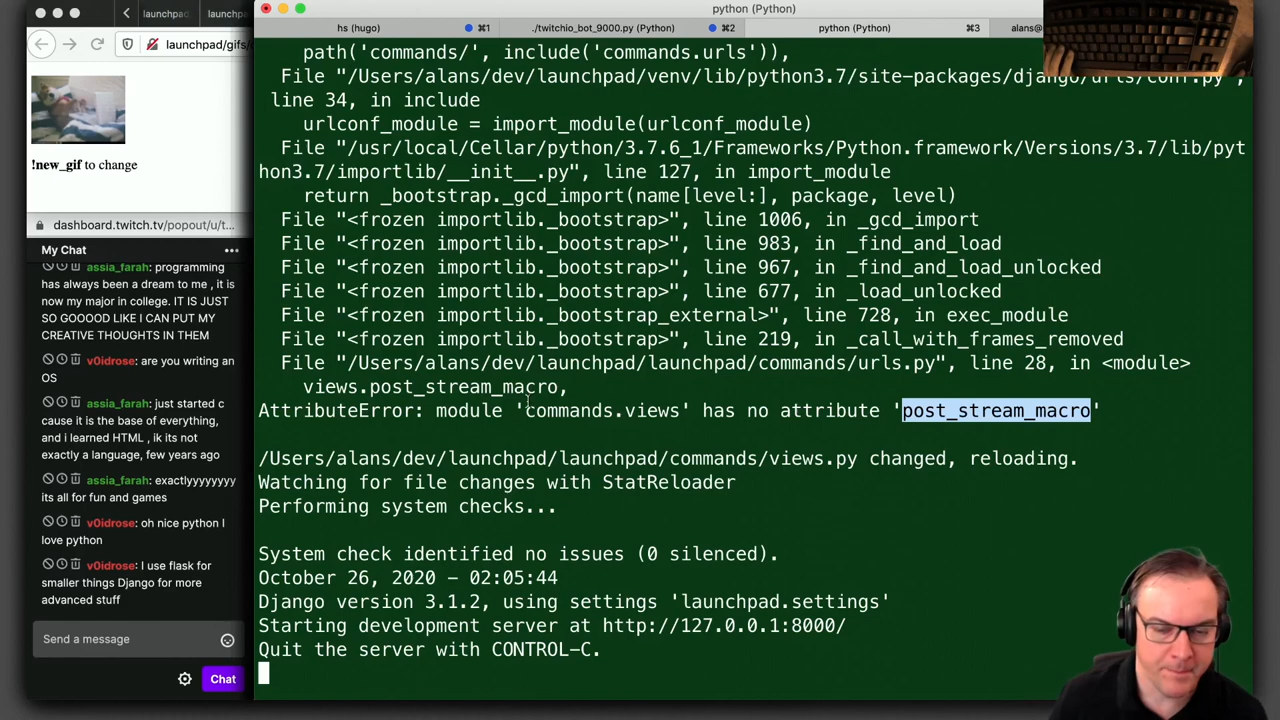 python (Python)
hs (hugo) ⌘1
./twitchio_bot_9000.py (Python) ⌘2
python (Python) ⌘3
alans@
launchpad/
launchpad/
launchpad/gifs/
!new_gif to change
dashboard.twitch.tv/popout/u/t...
My Chat
assia_farah: programming
has always been a dream to me , it is
now my major in college. IT IS JUST
SO GOOOOD LIKE I CAN PUT MY
CREATIVE THOUGHTS IN THEM
v0idrose: are you writing an
OS
assia_farah: just started c
cause it is the base of everything,
and i learned HTML , ik its not
exactly a language, few years ago
assia_farah: exactlyyyyyyyy
its all for fun and games
v0idrose: oh nice python I
love python
v0idrose: I use flask for
smaller things Django for more
advanced stuff
Send a message
Chat
path('commands/', include('commands.urls')),
File "/Users/alans/dev/launchpad/venv/lib/python3.7/site-packages/django/urls/conf.py",
line 34, in include
urlconf_module = import_module(urlconf_module)
File "/usr/local/Cellar/python/3.7.6_1/Frameworks/Python.framework/Versions/3.7/lib/pyt
hon3.7/importlib/__init__.py", line 127, in import_module
return _bootstrap._gcd_import(name[level:], package, level)
File "<frozen importlib._bootstrap>", line 1006, in _gcd_import
File "<frozen importlib._bootstrap>", line 983, in _find_and_load
File "<frozen importlib._bootstrap>", line 967, in _find_and_load_unlocked
File "<frozen importlib._bootstrap>", line 677, in _load_unlocked
File "<frozen importlib._bootstrap_external>", line 728, in exec_module
File "<frozen importlib._bootstrap>", line 219, in _call_with_frames_removed
File "/Users/alans/dev/launchpad/launchpad/commands/urls.py", line 28, in <module>
views.post_stream_macro,
AttributeError: module 'commands.views' has no attribute 'post_stream_macro'
/Users/alans/dev/launchpad/launchpad/commands/views.py changed, reloading.
Watching for file changes with StatReloader
Performing system checks...
System check identified no issues (0 silenced).
October 26, 2020 - 02:05:44
Django version 3.1.2, using settings 'launchpad.settings'
Starting development server at http://127.0.0.1:8000/
Quit the server with CONTROL-C.